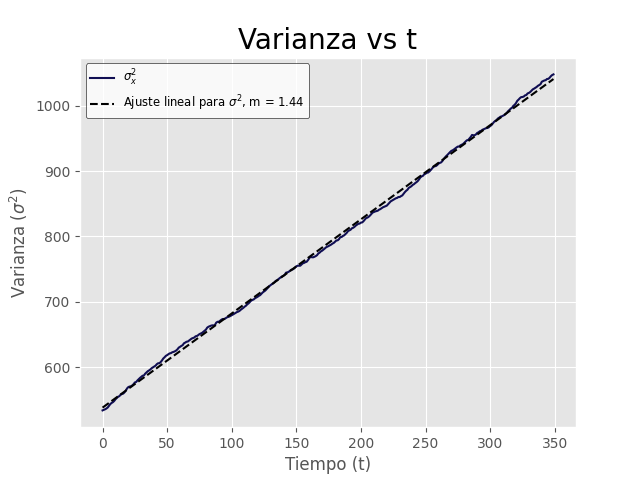 Varianza vs t
σ²ₓ
Ajuste lineal para σ², m = 1.44
1000
900
800
700
600
Varianza (σ²)
0 50 100 150 200 250 300 350
Tiempo (t)